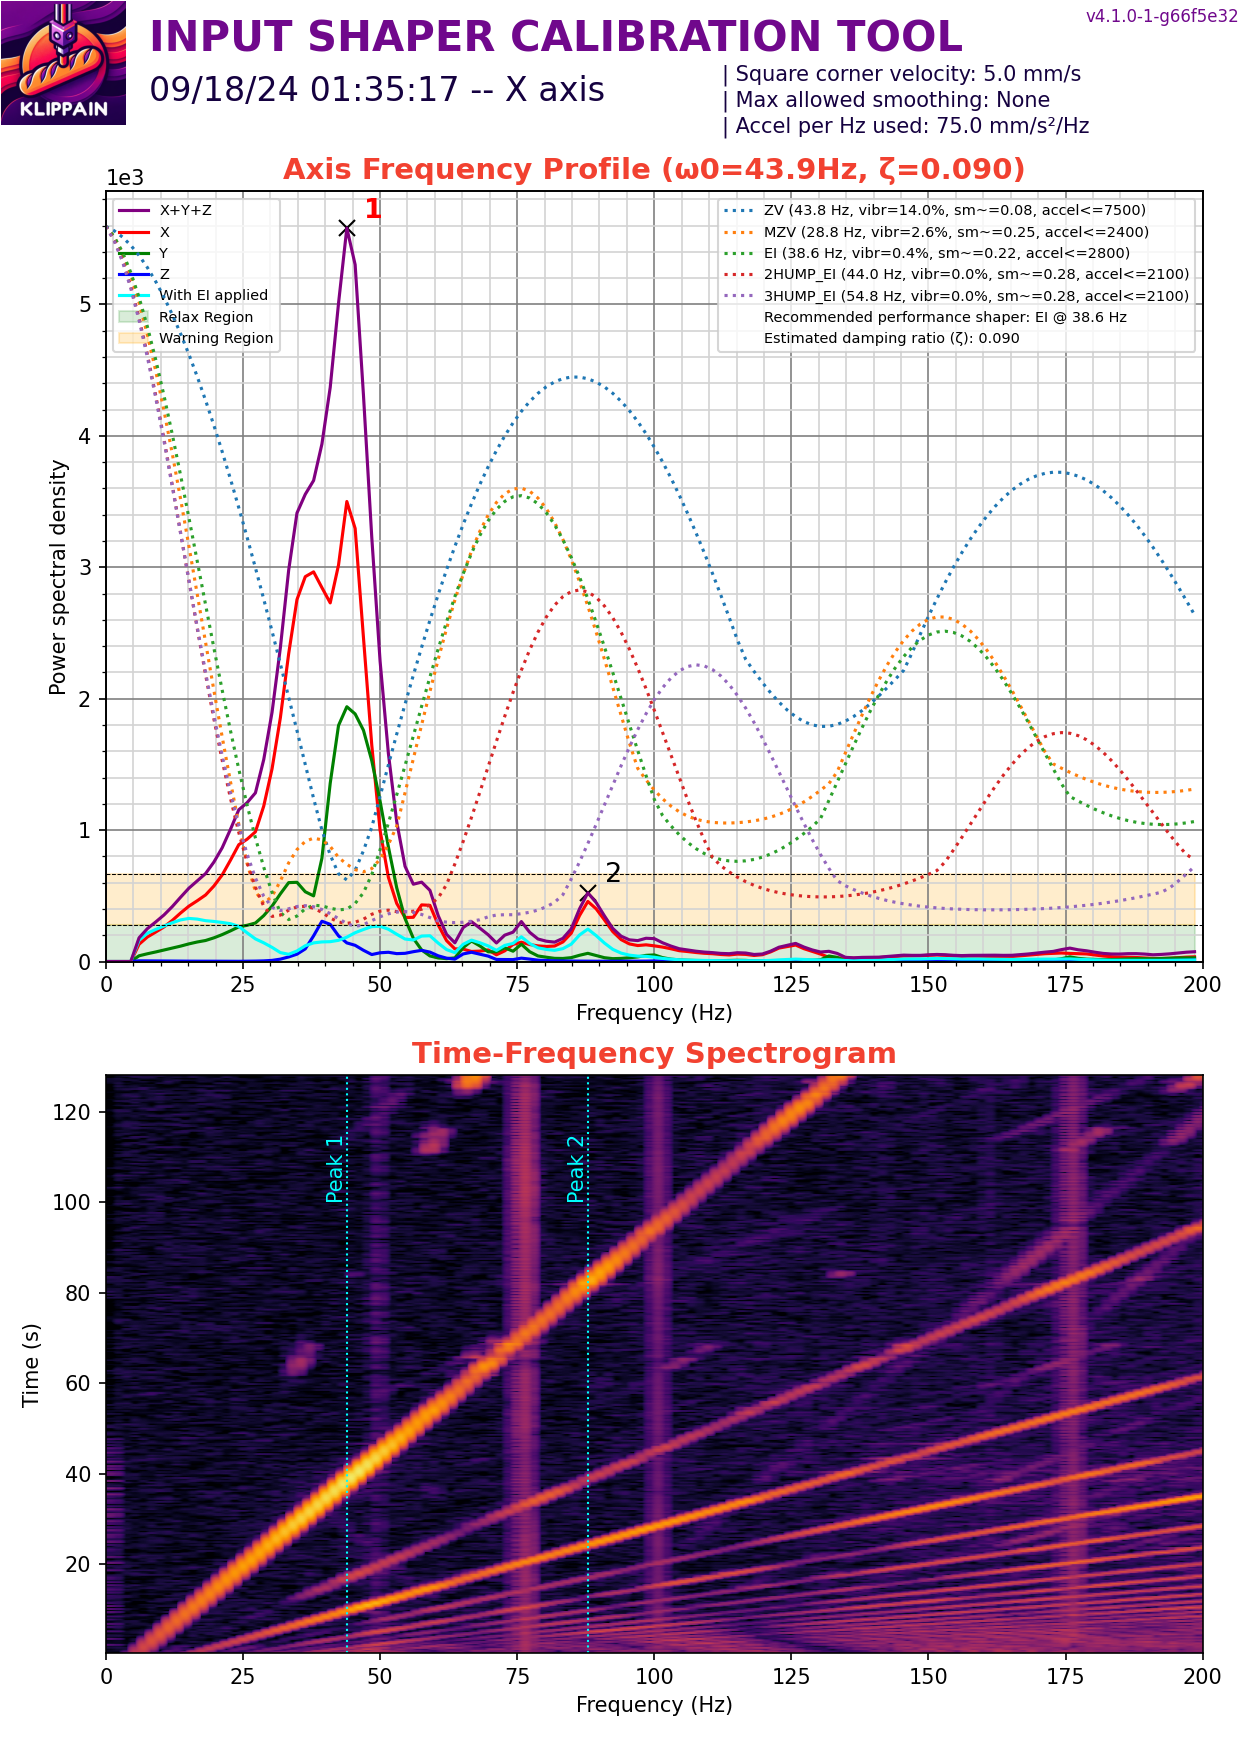 v4.1.0-1-g66f5e32
INPUT SHAPER CALIBRATION TOOL
09/18/24 01:35:17 -- X axis
| Square corner velocity: 5.0 mm/s
| Max allowed smoothing: None
| Accel per Hz used: 75.0 mm/s²/Hz
KLIPPAIN
Axis Frequency Profile (ω0=43.9Hz, ζ=0.090)
1e3
X+Y+Z
X
Y
Z
With EI applied
Relax Region
Warning Region
1
ZV (43.8 Hz, vibr=14.0%, sm~=0.08, accel<=7500)
MZV (28.8 Hz, vibr=2.6%, sm~=0.25, accel<=2400)
EI (38.6 Hz, vibr=0.4%, sm~=0.22, accel<=2800)
2HUMP_EI (44.0 Hz, vibr=0.0%, sm~=0.28, accel<=2100)
3HUMP_EI (54.8 Hz, vibr=0.0%, sm~=0.28, accel<=2100)
Recommended performance shaper: EI @ 38.6 Hz
Estimated damping ratio (ζ): 0.090
5
4
3
2
1
0
Power spectral density
2
0 25 50 75 100 125 150 175 200
Frequency (Hz)
Time-Frequency Spectrogram
120
100
80
60
40
20
Time (s)
Peak 1
Peak 2
0 25 50 75 100 125 150 175 200
Frequency (Hz)